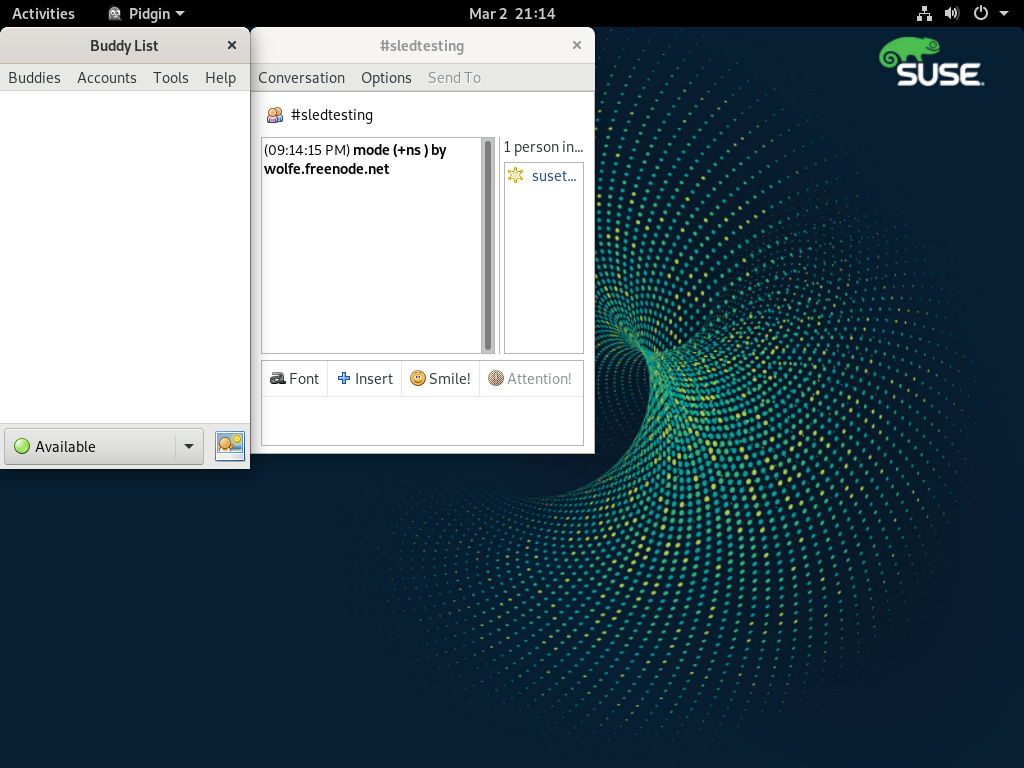 Activities Pidgin Mar 2 21:14
Buddy List
Buddies Accounts Tools Help
Available
#sledtesting
Conversation Options Send To
#sledtesting
(09:14:15 PM) mode (+ns ) by
wolfe.freenode.net
1 person in...
suset...
Font Insert Smile! Attention!
SUSE